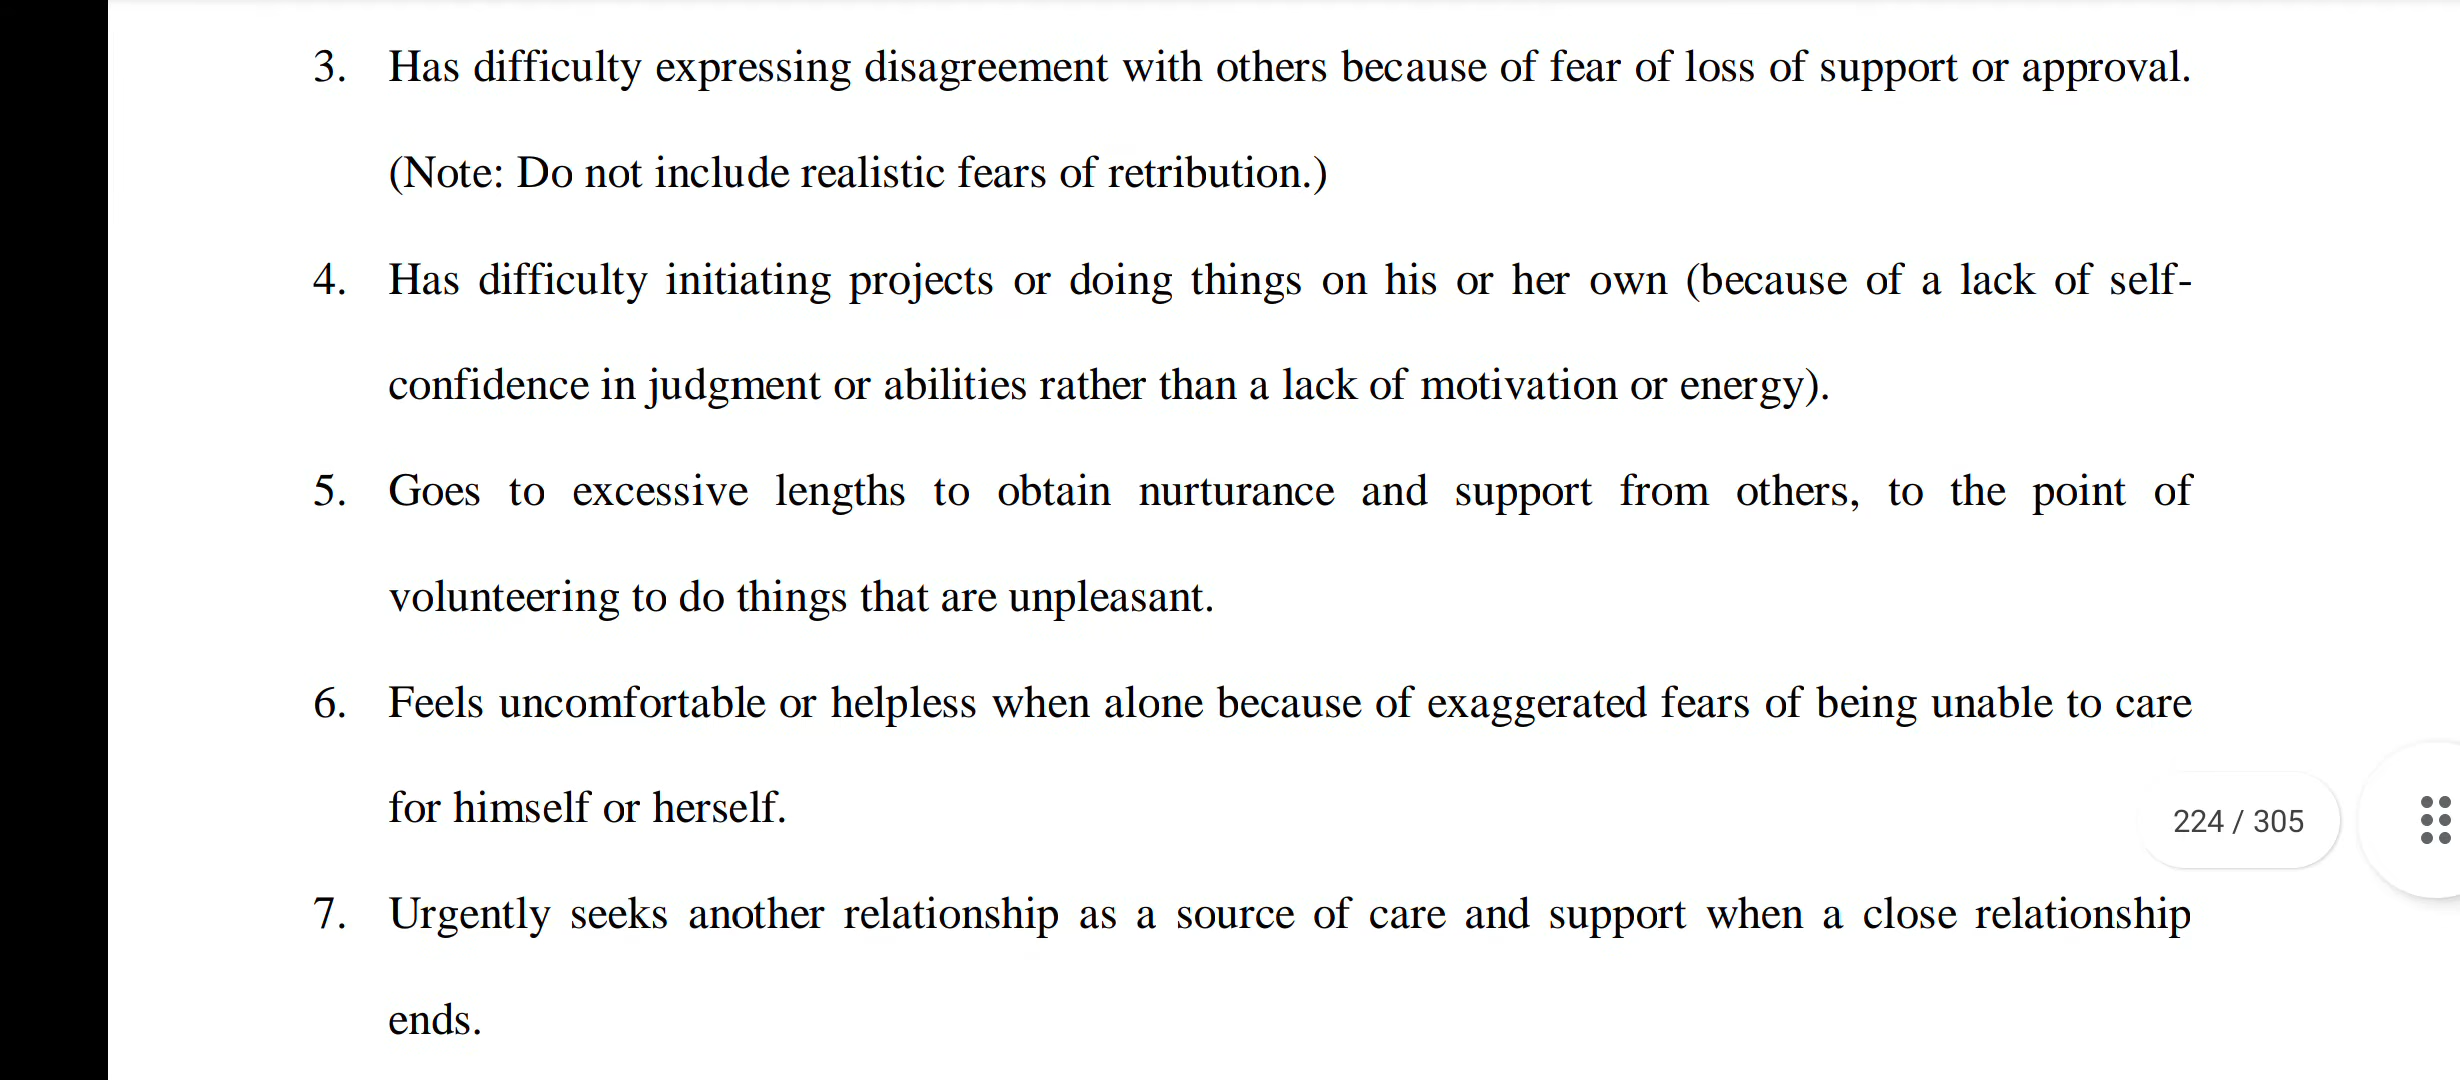 3. Has difficulty expressing disagreement with others because of fear of loss of support or approval.
(Note: Do not include realistic fears of retribution.)
4. Has difficulty initiating projects or doing things on his or her own (because of a lack of self-
confidence in judgment or abilities rather than a lack of motivation or energy).
5. Goes to excessive lengths to obtain nurturance and support from others, to the point of
volunteering to do things that are unpleasant.
6. Feels uncomfortable or helpless when alone because of exaggerated fears of being unable to care
for himself or herself.
224 / 305
7. Urgently seeks another relationship as a source of care and support when a close relationship
ends.